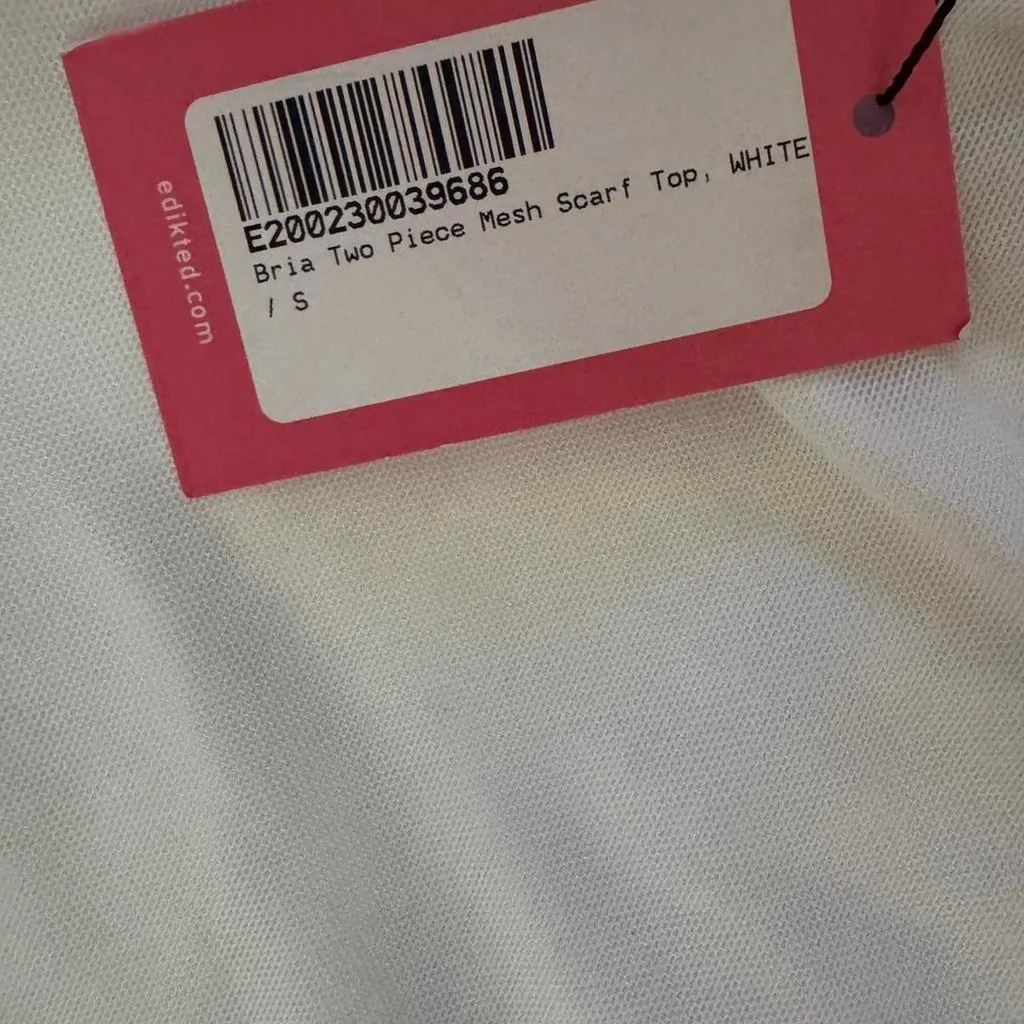 E200230039686
Bria Two Piece Mesh Scarf Top, WHITE
/ S
edikted.com